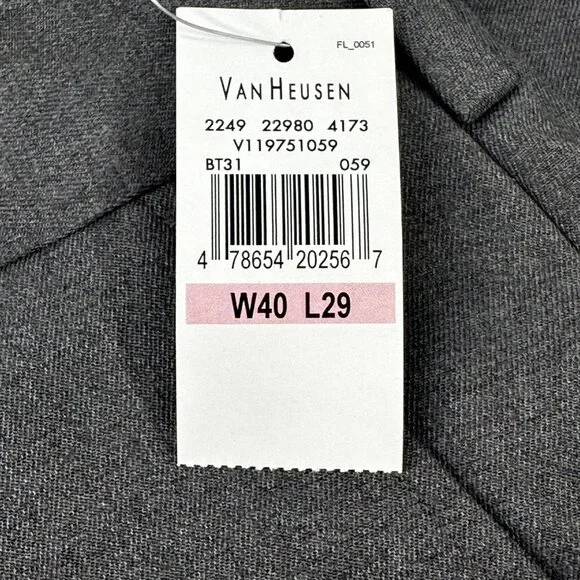 FL_0051
VAN HEUSEN
2249 22980 4173
V119751059
BT31 059
4 78654 20256 7
W40 L29